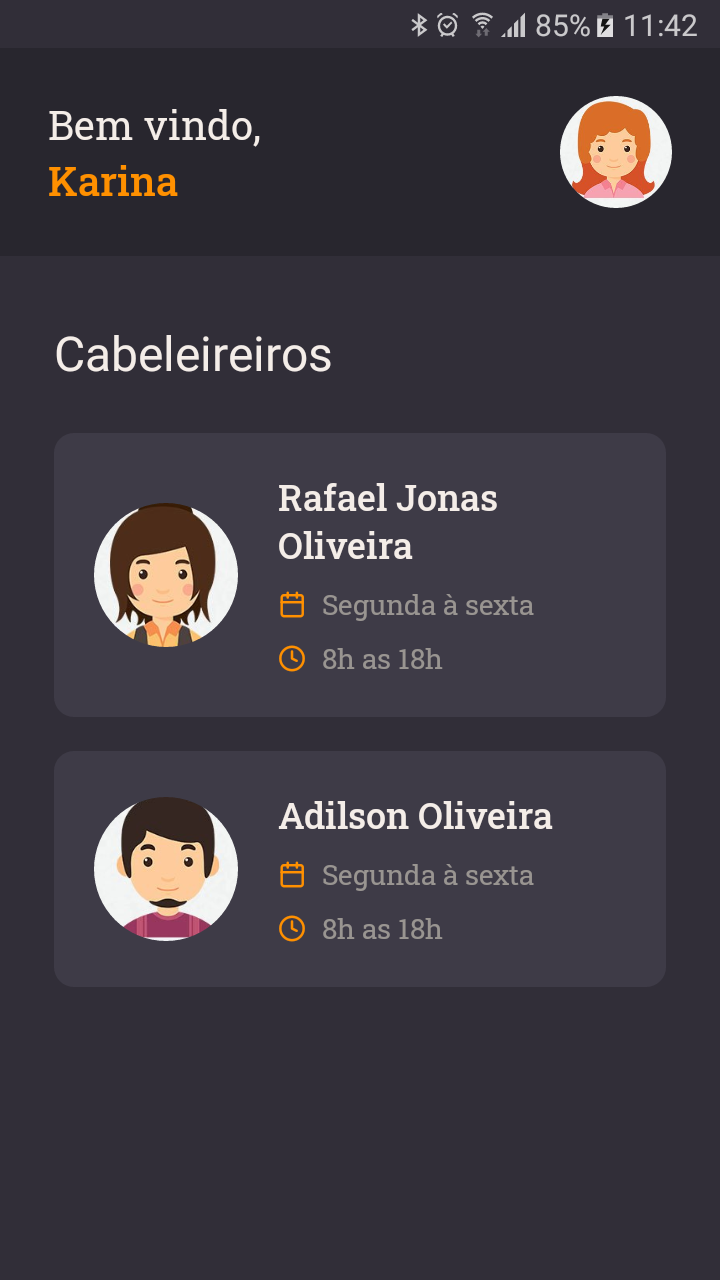 85% 11:42
Bem vindo,
Karina
Cabeleireiros
Rafael Jonas
Oliveira
Segunda à sexta
8h as 18h
Adilson Oliveira
Segunda à sexta
8h as 18h